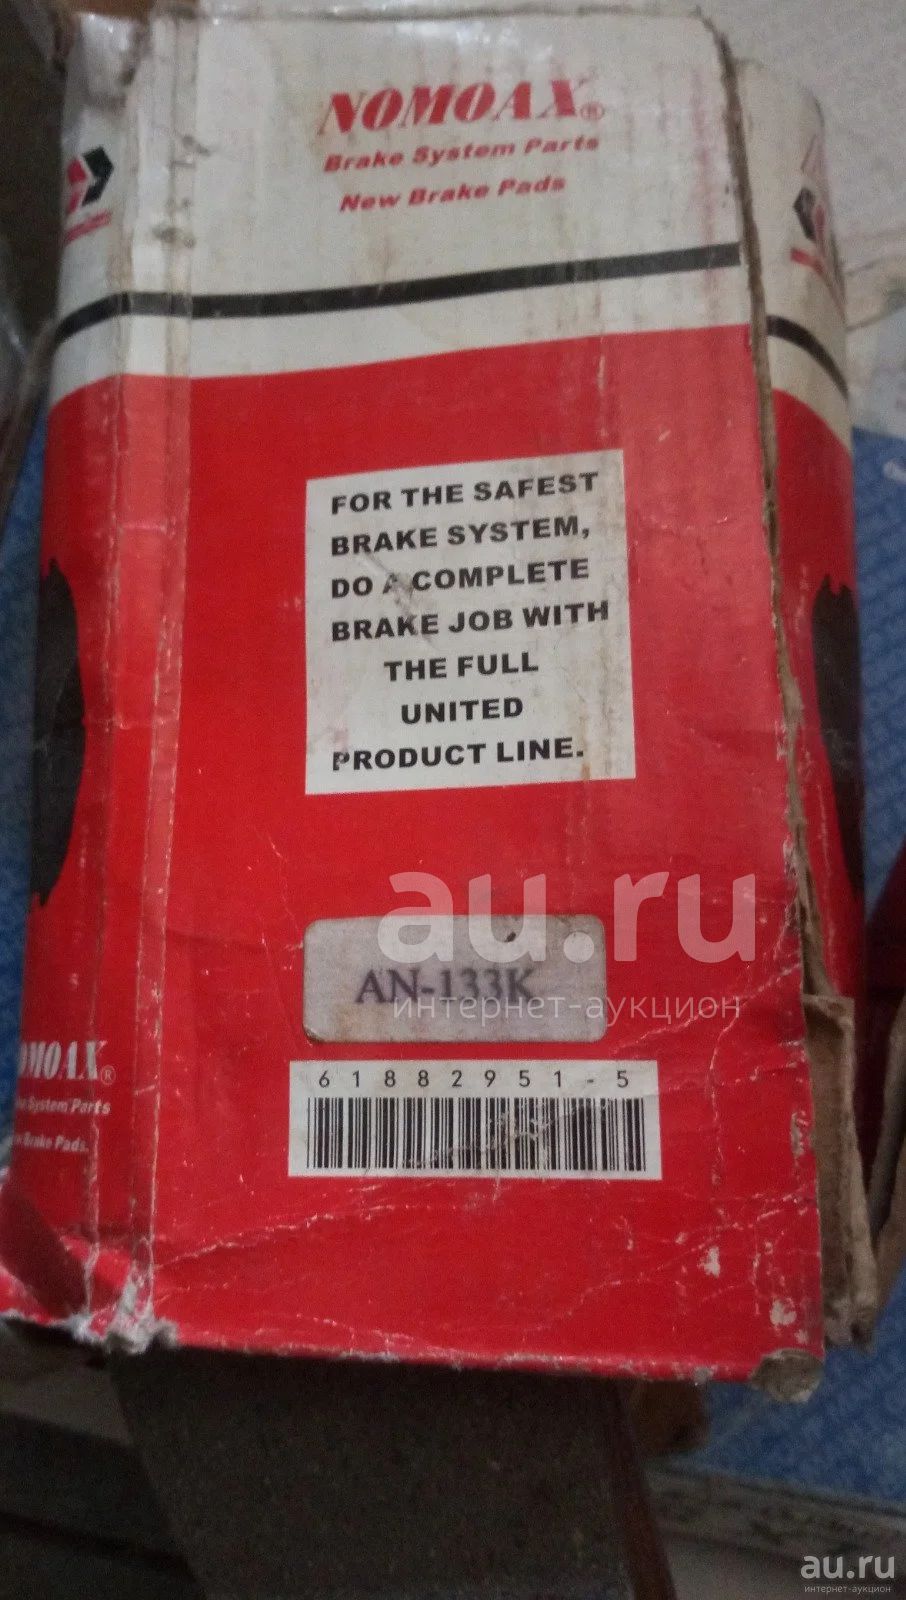 NOMOAX®
Brake System Parts
New Brake Pads
FOR THE SAFEST
BRAKE SYSTEM,
DO A COMPLETE
BRAKE JOB WITH
THE FULL
UNITED
PRODUCT LINE.
au.ru
интернет-аукцион
AN-133K
61882951-5
MOAX®
System Parts
Brake Pads
au.ru
интернет-аукцион